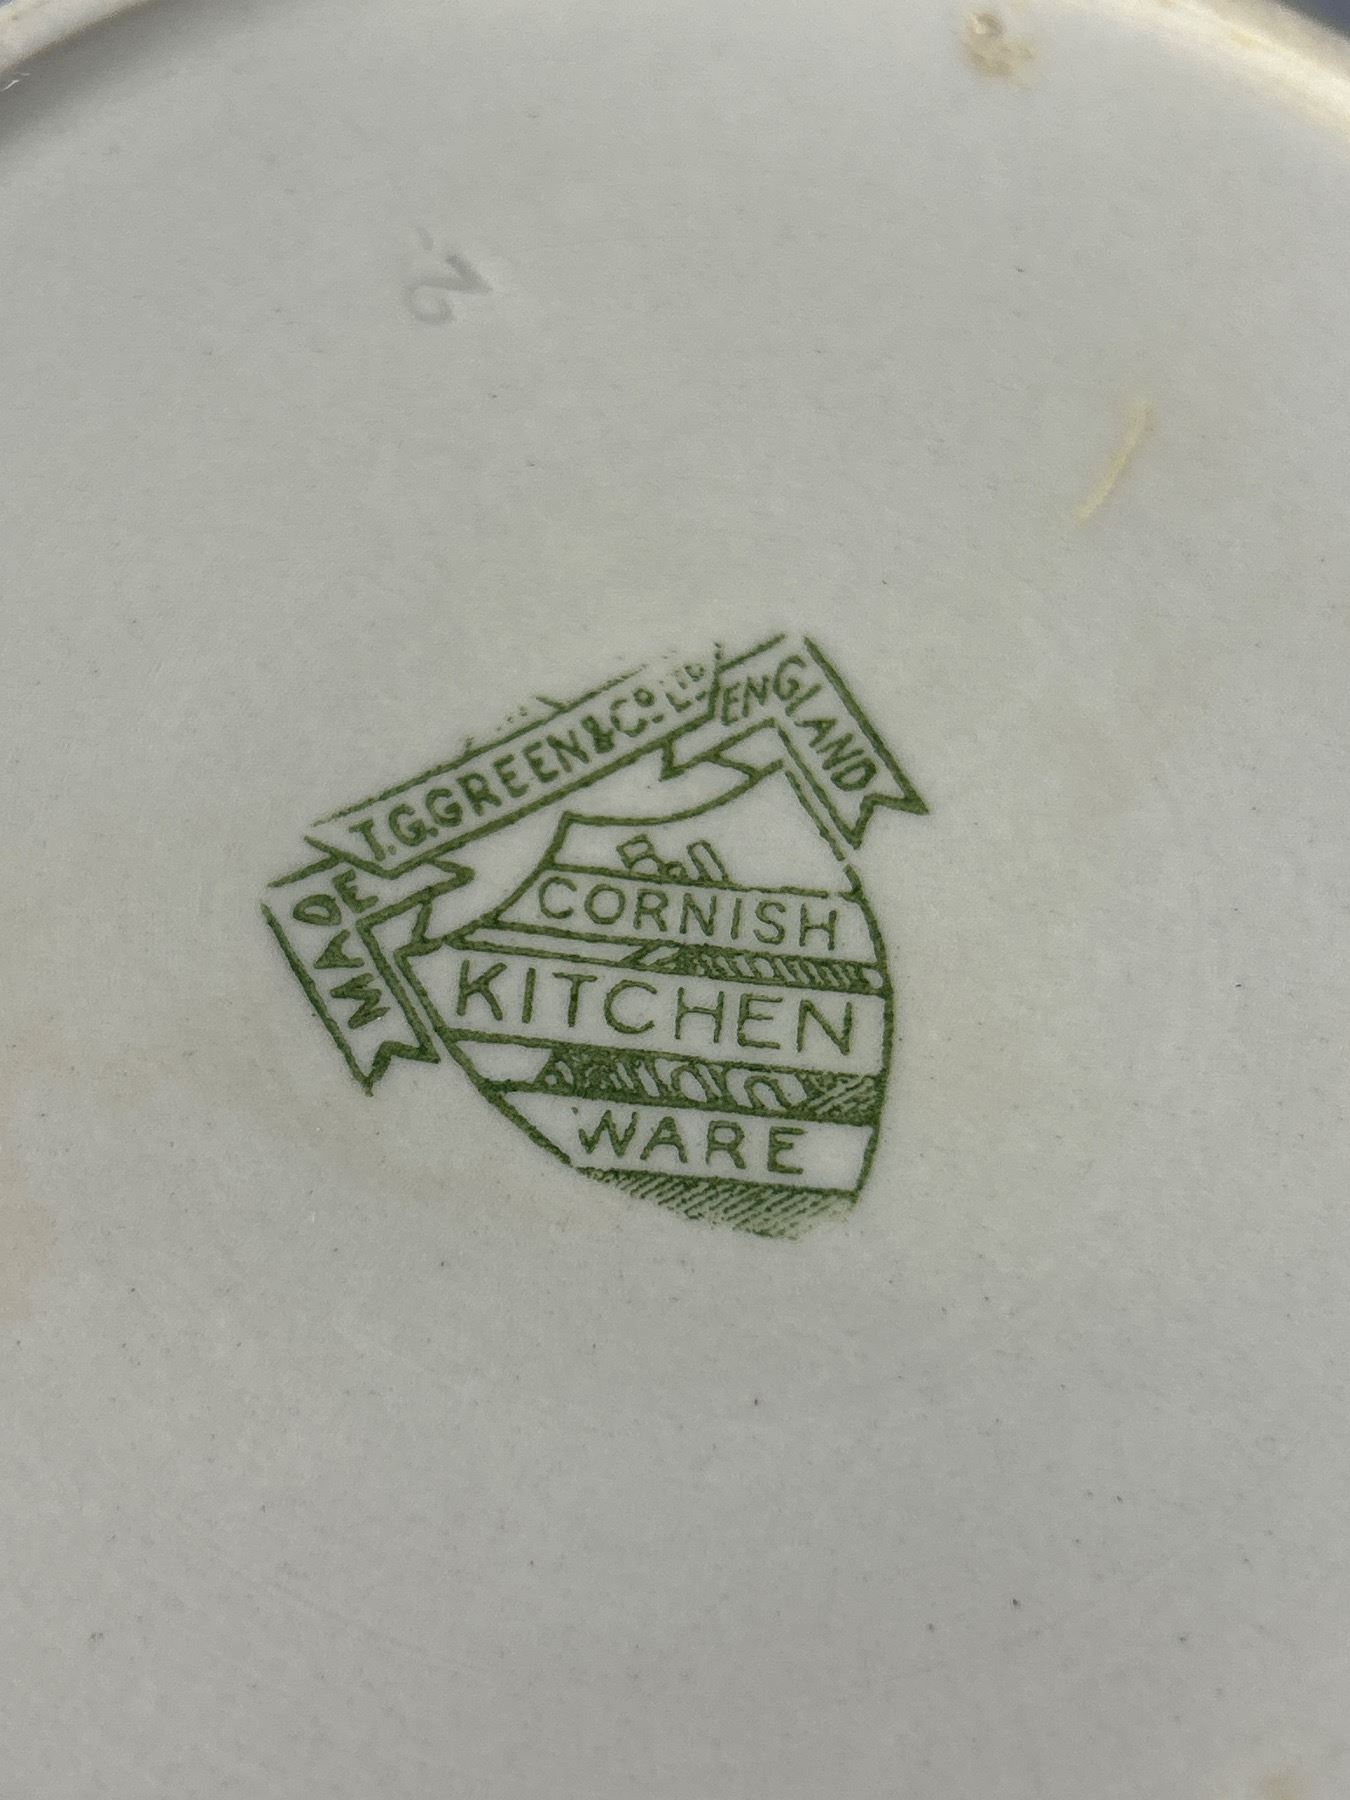 MADE
T.G.GREEN & Cº. LTD
ENGLAND
CORNISH
KITCHEN
WARE